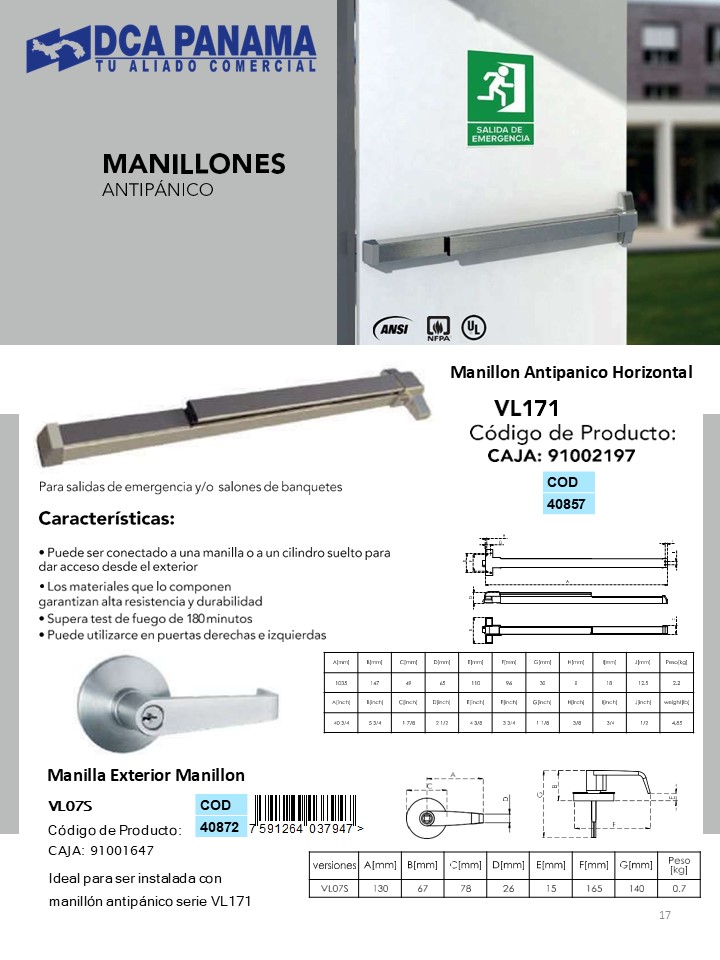 DCA PANAMA
TU ALIADO COMERCIAL
MANILLONES
ANTIPÁNICO
SALIDA DE
EMERGENCIA
ANSI
NFPA
UL
Manillon Antipanico Horizontal
VL171
Código de Producto:
CAJA: 91002197
COD
40857
Para salidas de emergencia y/o salones de banquetes
Características:
• Puede ser conectado a una manilla o a un cilindro suelto para
dar acceso desde el exterior
• Los materiales que lo componen
garantizan alta resistencia y durabilidad
• Supera test de fuego de 180 minutos
• Puede utilizarce en puertas derechas e izquierdas
A[mm] B[mm] C[mm] D[mm] E[mm] F[mm] G[mm] H[mm] I[mm] J[mm] Peso[kg]
1035 147 49 65 110 96 30 8 18 12.5 2.2
A[inch] B[inch] C[inch] D[inch] E[inch] F[inch] G[inch] H[inch] I[inch] J[inch] weight[lb]
40 3/4 5 3/4 1 7/8 2 1/2 4 3/8 3 3/4 1 1/8 3/8 3/4 1/2 4.85
Manilla Exterior Manillon
VL07S
COD
40872
Código de Producto:
CAJA: 91001647
7 591264 037947 >
Ideal para ser instalada con
manillón antipánico serie VL171
A
C
D
G
B
E
F
versiones A[mm] B[mm] C[mm] D[mm] E[mm] F[mm] G[mm] Peso [kg]
VL07S 130 67 78 26 15 165 140 0.7
17